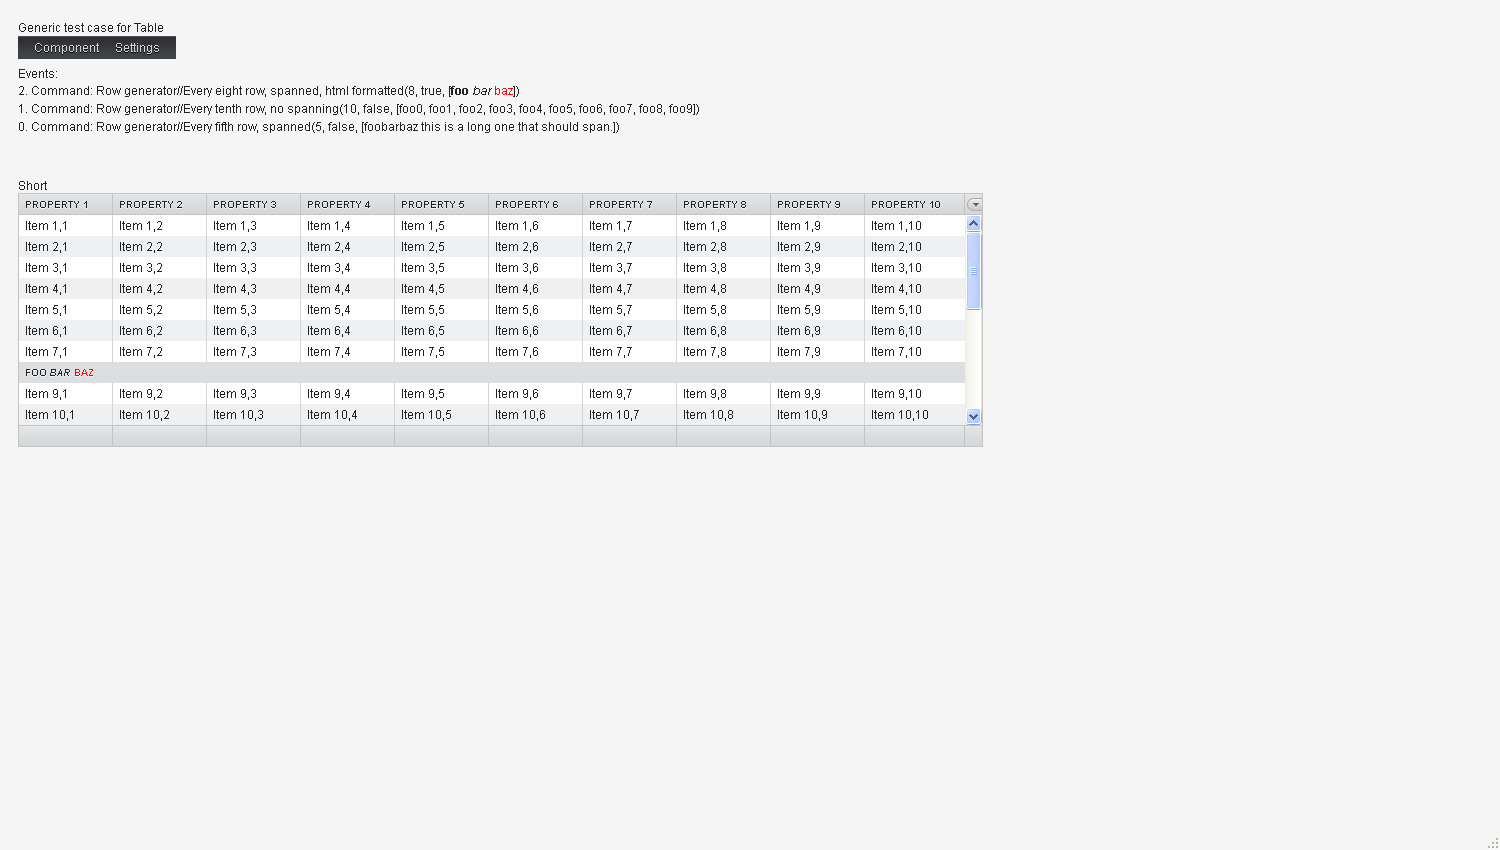 Generic test case for Table
Component Settings
Events:
2. Command: Row generator//Every eight row, spanned, html formatted(8, true, [foo bar baz])
1. Command: Row generator//Every tenth row, no spanning(10, false, [foo0, foo1, foo2, foo3, foo4, foo5, foo6, foo7, foo8, foo9])
0. Command: Row generator//Every fifth row, spanned(5, false, [foobarbaz this is a long one that should span.])
Short
PROPERTY 1 PROPERTY 2 PROPERTY 3 PROPERTY 4 PROPERTY 5 PROPERTY 6 PROPERTY 7 PROPERTY 8 PROPERTY 9 PROPERTY 10
Item 1,1 Item 1,2 Item 1,3 Item 1,4 Item 1,5 Item 1,6 Item 1,7 Item 1,8 Item 1,9 Item 1,10
Item 2,1 Item 2,2 Item 2,3 Item 2,4 Item 2,5 Item 2,6 Item 2,7 Item 2,8 Item 2,9 Item 2,10
Item 3,1 Item 3,2 Item 3,3 Item 3,4 Item 3,5 Item 3,6 Item 3,7 Item 3,8 Item 3,9 Item 3,10
Item 4,1 Item 4,2 Item 4,3 Item 4,4 Item 4,5 Item 4,6 Item 4,7 Item 4,8 Item 4,9 Item 4,10
Item 5,1 Item 5,2 Item 5,3 Item 5,4 Item 5,5 Item 5,6 Item 5,7 Item 5,8 Item 5,9 Item 5,10
Item 6,1 Item 6,2 Item 6,3 Item 6,4 Item 6,5 Item 6,6 Item 6,7 Item 6,8 Item 6,9 Item 6,10
Item 7,1 Item 7,2 Item 7,3 Item 7,4 Item 7,5 Item 7,6 Item 7,7 Item 7,8 Item 7,9 Item 7,10
FOO BAR BAZ
Item 9,1 Item 9,2 Item 9,3 Item 9,4 Item 9,5 Item 9,6 Item 9,7 Item 9,8 Item 9,9 Item 9,10
Item 10,1 Item 10,2 Item 10,3 Item 10,4 Item 10,5 Item 10,6 Item 10,7 Item 10,8 Item 10,9 Item 10,10